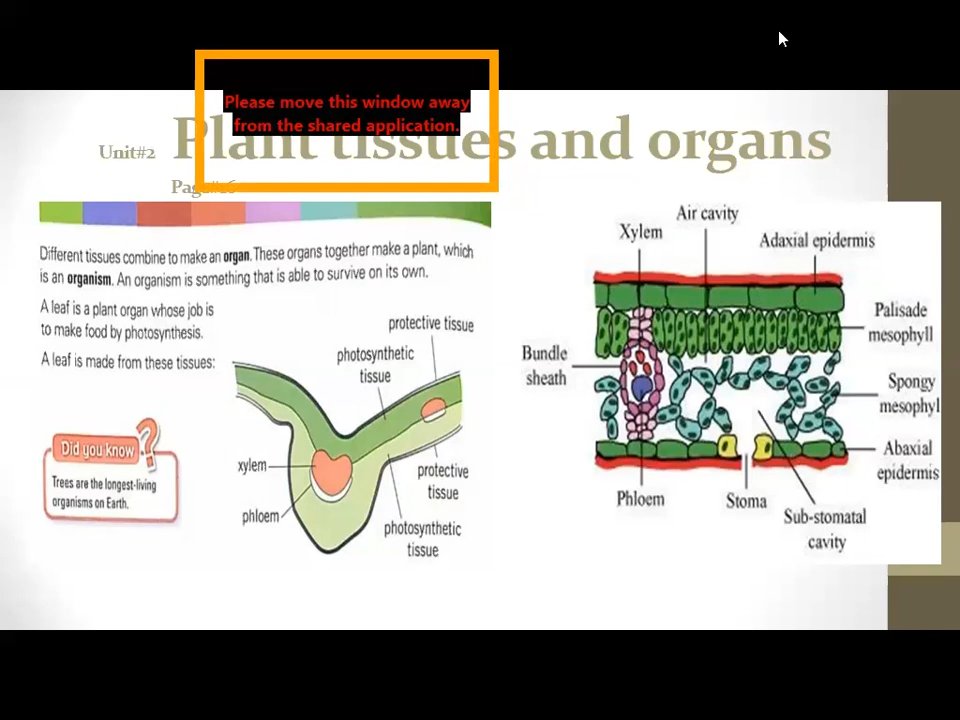 Please move this window away
from the shared application.
Unit#2 Plant tissues and organs
Page#16
Different tissues combine to make an organ. These organs together make a plant, which
is an organism. An organism is something that is able to survive on its own.
A leaf is a plant organ whose job is
to make food by photosynthesis.
A leaf is made from these tissues:
protective tissue
photosynthetic
tissue
xylem
phloem
protective
tissue
photosynthetic
tissue
Did you know ?
Trees are the longest-living
organisms on Earth.
Air cavity
Xylem
Adaxial epidermis
Palisade
mesophyll
Bundle
sheath
Spongy
mesophyl
Abaxial
epidermis
Phloem
Stoma
Sub-stomatal
cavity